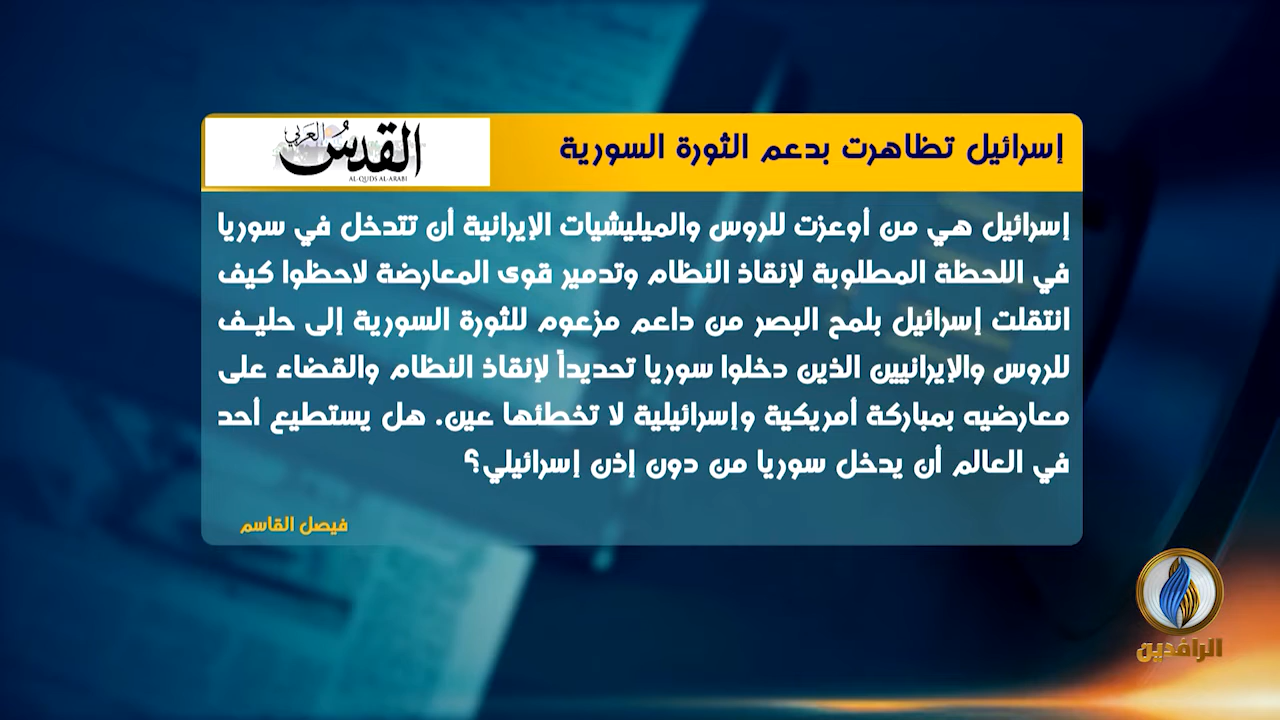 إسرائيل تظاهرت بدعم الثورة السورية
القدس العربي
AL-QUDS AL-ARABI
إسرائيل هي من أوعزت للروس والميليشيات الإيرانية أن تتدخل في سوريا
في اللحظة المطلوبة لإنقاذ النظام وتدمير قوى المعارضة لاحظوا كيف
انتقلت إسرائيل بلمح البصر من داعم مزعوم للثورة السورية إلى حليـف
للروس والإيرانيين الذين دخلوا سوريا تحديداً لإنقاذ النظام والقضاء على
معارضيه بمباركة أمريكية وإسرائيلية لا تخطئها عين. هل يستطيع أحد
في العالم أن يدخل سوريا من دون إذن إسرائيلي؟
فيصل القاسم
الرافدين